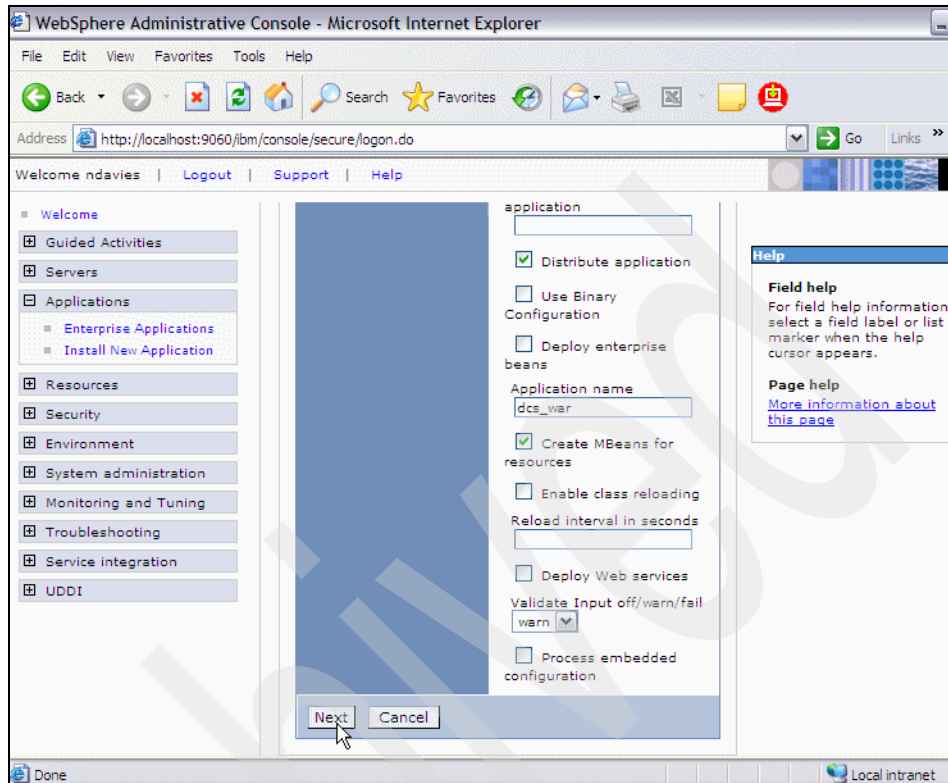 WebSphere Administrative Console - Microsoft Internet Explorer
File Edit View Favorites Tools Help
Back Search Favorites
Address http://localhost:9060/ibm/console/secure/logon.do Go Links »
Welcome ndavies | Logout | Support | Help
Welcome
Guided Activities
Servers
Applications
Enterprise Applications
Install New Application
Resources
Security
Environment
System administration
Monitoring and Tuning
Troubleshooting
Service integration
UDDI
application
Distribute application
Use Binary
Configuration
Deploy enterprise
beans
Application name
dcs_war
Create MBeans for
resources
Enable class reloading
Reload interval in seconds
Deploy Web services
Validate Input off/warn/fail
warn
Process embedded
configuration
Next Cancel
Help
Field help
For field help information
select a field label or list
marker when the help
cursor appears.
Page help
More information about
this page
Done Local intranet